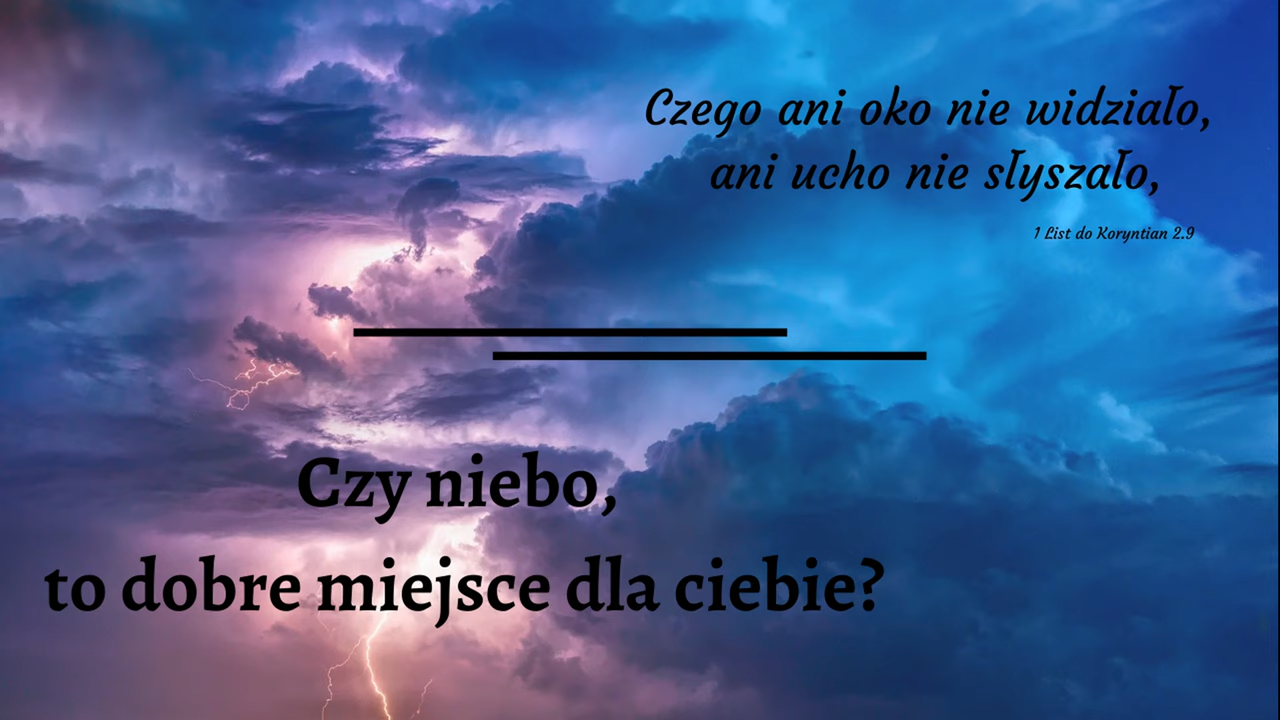 Czego ani oko nie widziało,
ani ucho nie słyszało,
1 List do Koryntian 2.9
Czy niebo,
to dobre miejsce dla ciebie?